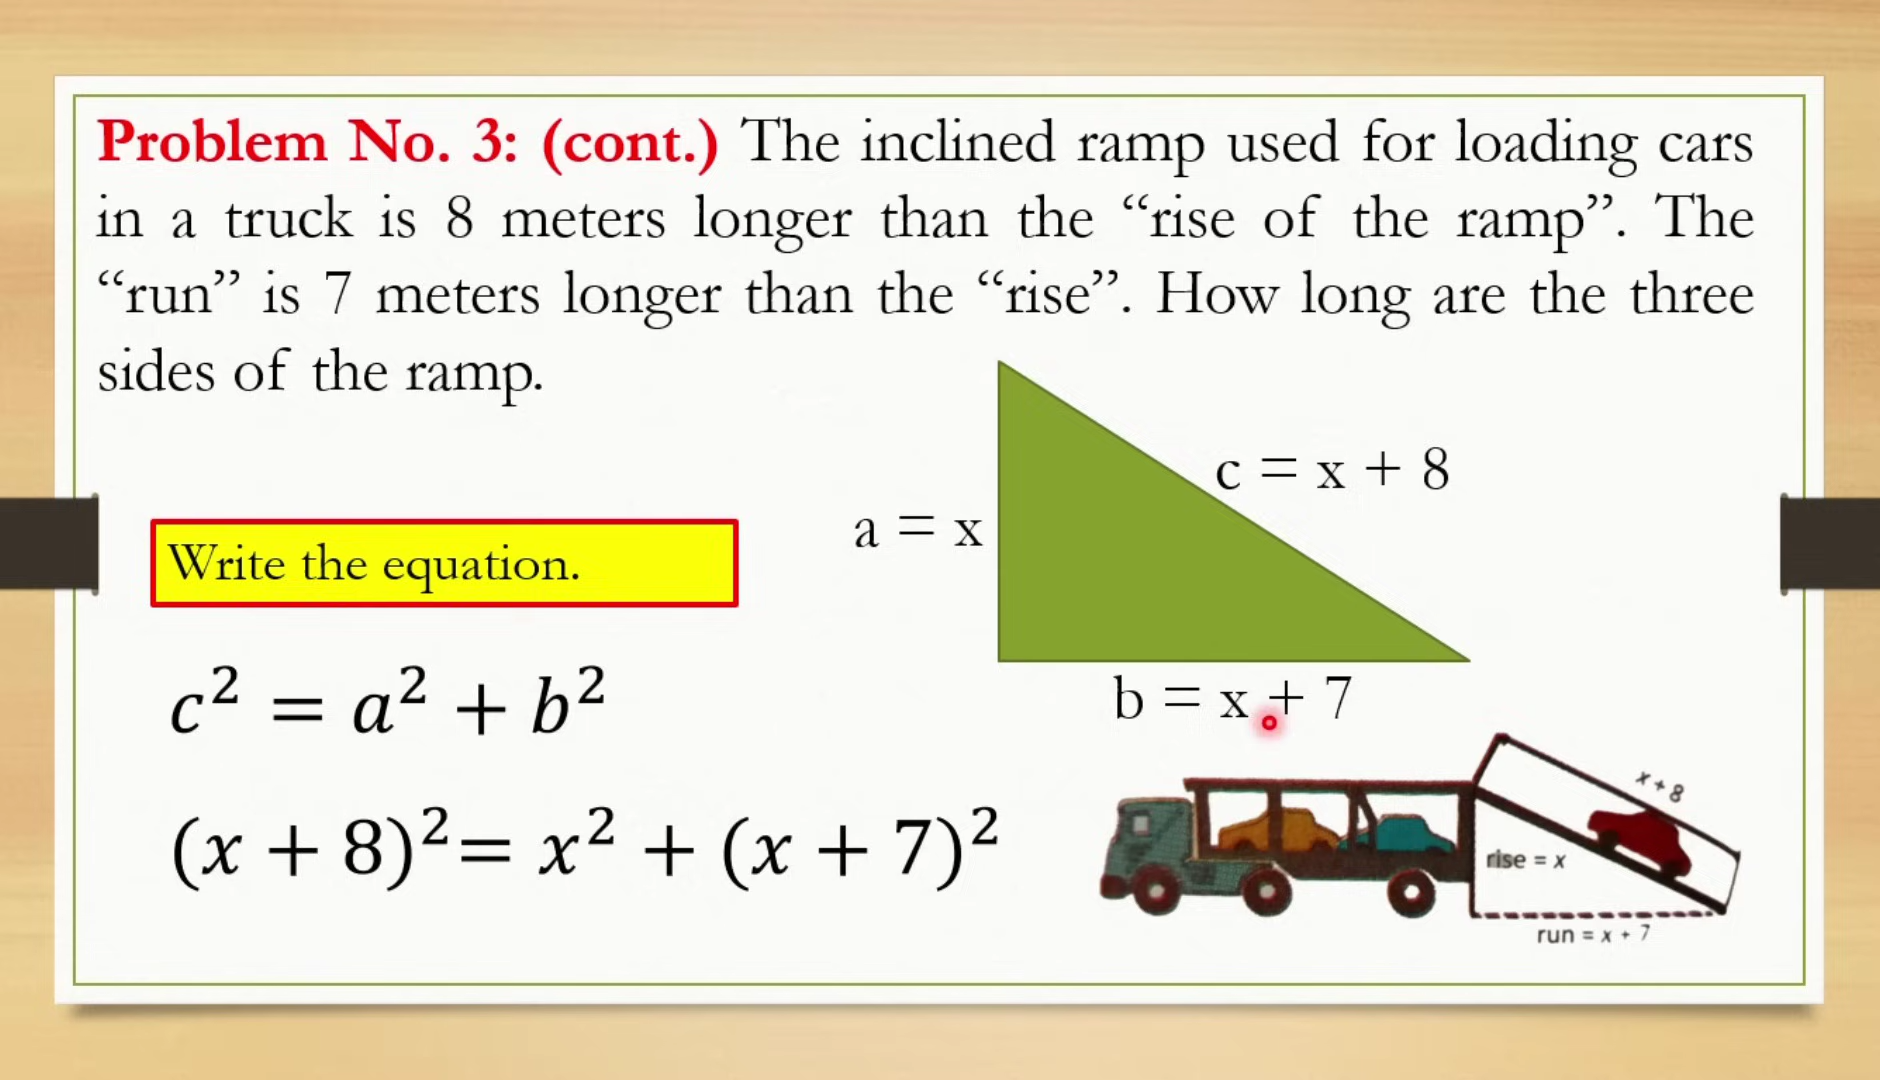 Problem No. 3: (cont.) The inclined ramp used for loading cars
in a truck is 8 meters longer than the “rise of the ramp”. The
“run” is 7 meters longer than the “rise”. How long are the three
sides of the ramp.
c = x + 8
a = x
Write the equation.
c² = a² + b²
b = x + 7
(x + 8)²= x² + (x + 7)²
x + 8
rise = x
run = x + 7